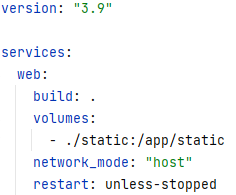 version: "3.9"

services:
  web:
    build: .
    volumes:
      - ./static:/app/static
    network_mode: "host"
    restart: unless-stopped